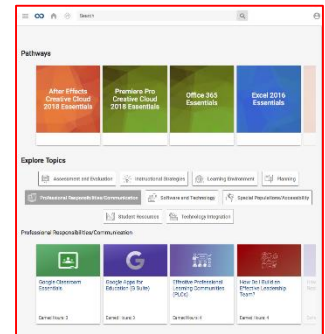 Search
Pathways
After Effects
Creative Cloud
2018 Essentials
Premiere Pro
Creative Cloud
2018 Essentials
Office 365
Essentials
Excel 2016
Essentials
Explore Topics
Assessment and Evaluation
Instructional Strategies
Learning Environment
Planning
Professional Responsibilities/Communication
Software and Technology
Special Populations/Accessibility
Student Resources
Technology Integration
Professional Responsibilities/Communication
Google Classroom
Essentials
Google Apps for
Education (G Suite)
Effective Professional
Learning Communities
(PLCs)
How Do I Build an
Effective Leadership
Team?